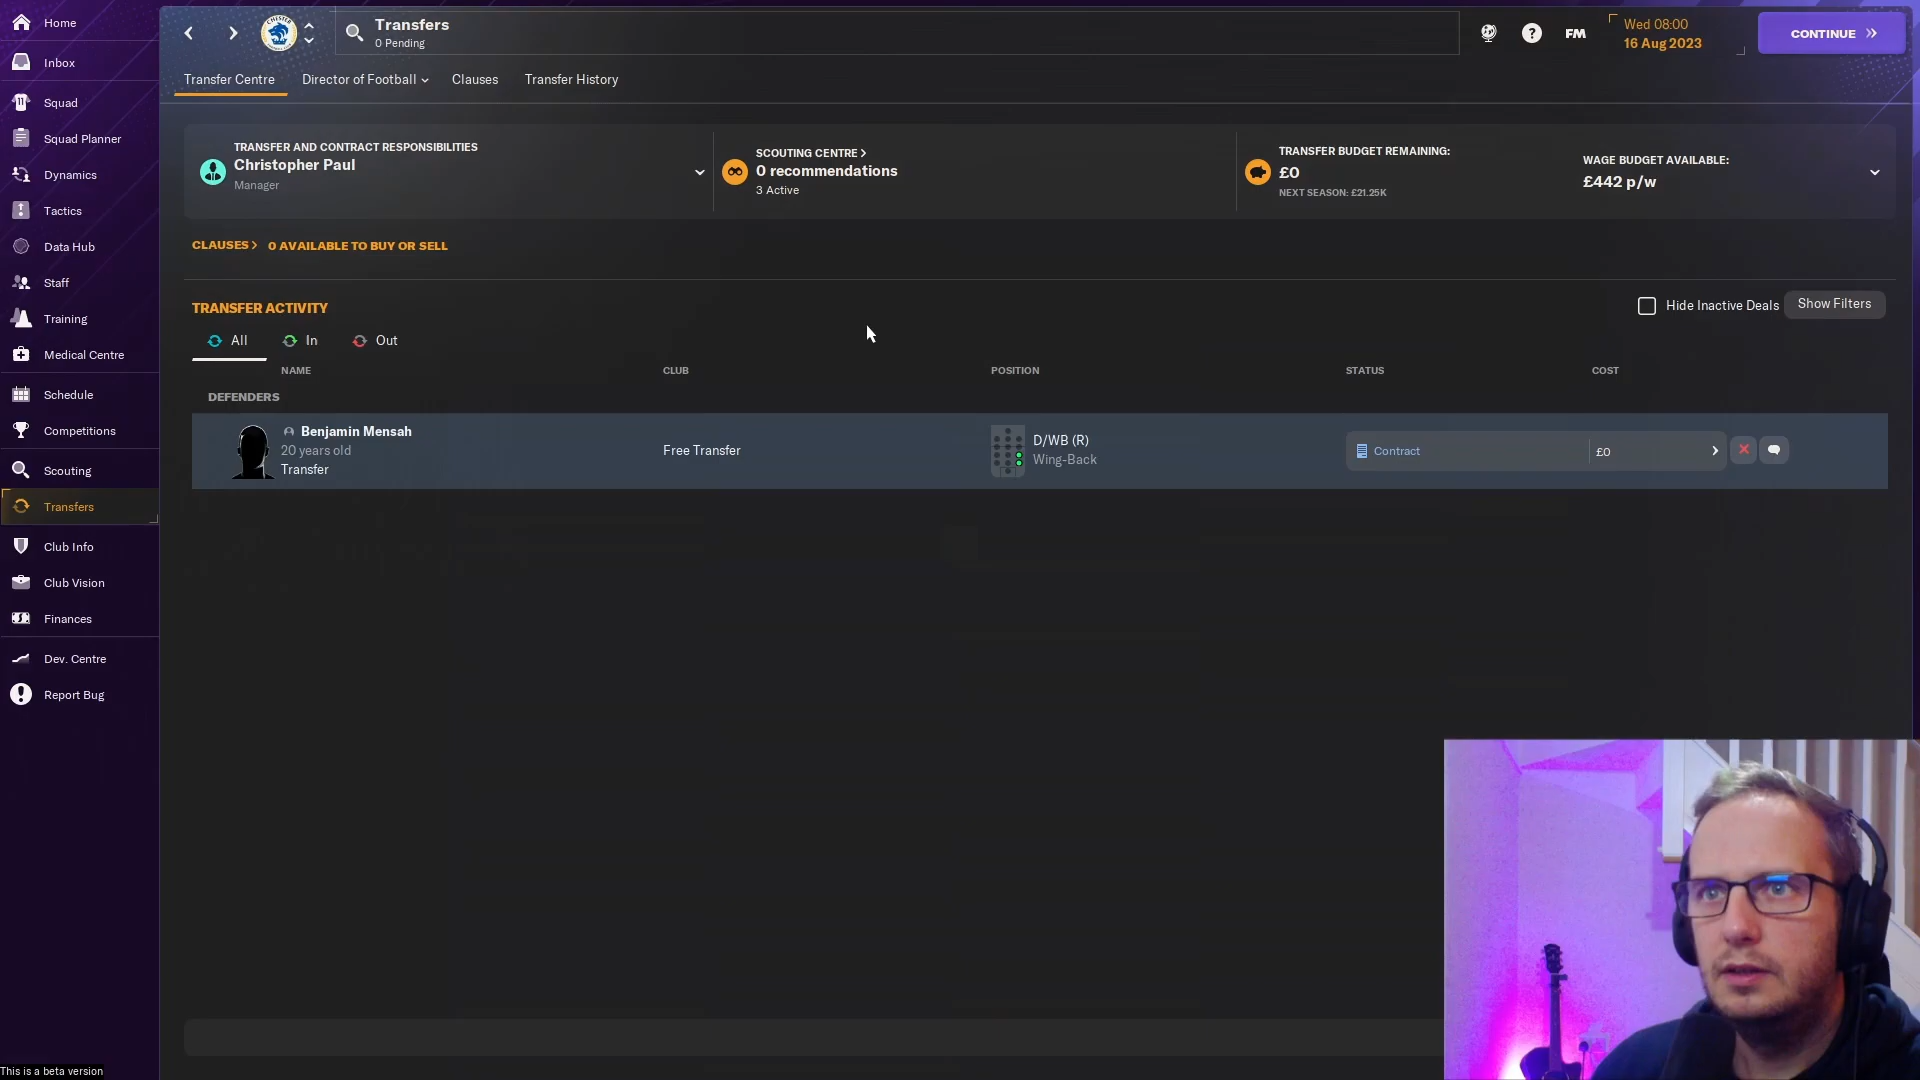 Home
Inbox
Squad
Squad Planner
Dynamics
Tactics
Data Hub
Staff
Training
Medical Centre
Schedule
Competitions
Scouting
Transfers
Club Info
Club Vision
Finances
Dev. Centre
Report Bug
This is a beta version
CHESTER
Transfers
0 Pending
?
FM
Wed 08:00
16 Aug 2023
CONTINUE
Transfer Centre
Director of Football
Clauses
Transfer History
TRANSFER AND CONTRACT RESPONSIBILITIES
Christopher Paul
Manager
SCOUTING CENTRE >
0 recommendations
3 Active
TRANSFER BUDGET REMAINING:
£0
NEXT SEASON: £21.25K
WAGE BUDGET AVAILABLE:
£442 p/w
CLAUSES > 0 AVAILABLE TO BUY OR SELL
TRANSFER ACTIVITY
Hide Inactive Deals
Show Filters
All
In
Out
NAME CLUB POSITION STATUS COST
DEFENDERS
Benjamin Mensah
20 years old
Transfer
Free Transfer
D/WB (R)
Wing-Back
Contract
£0